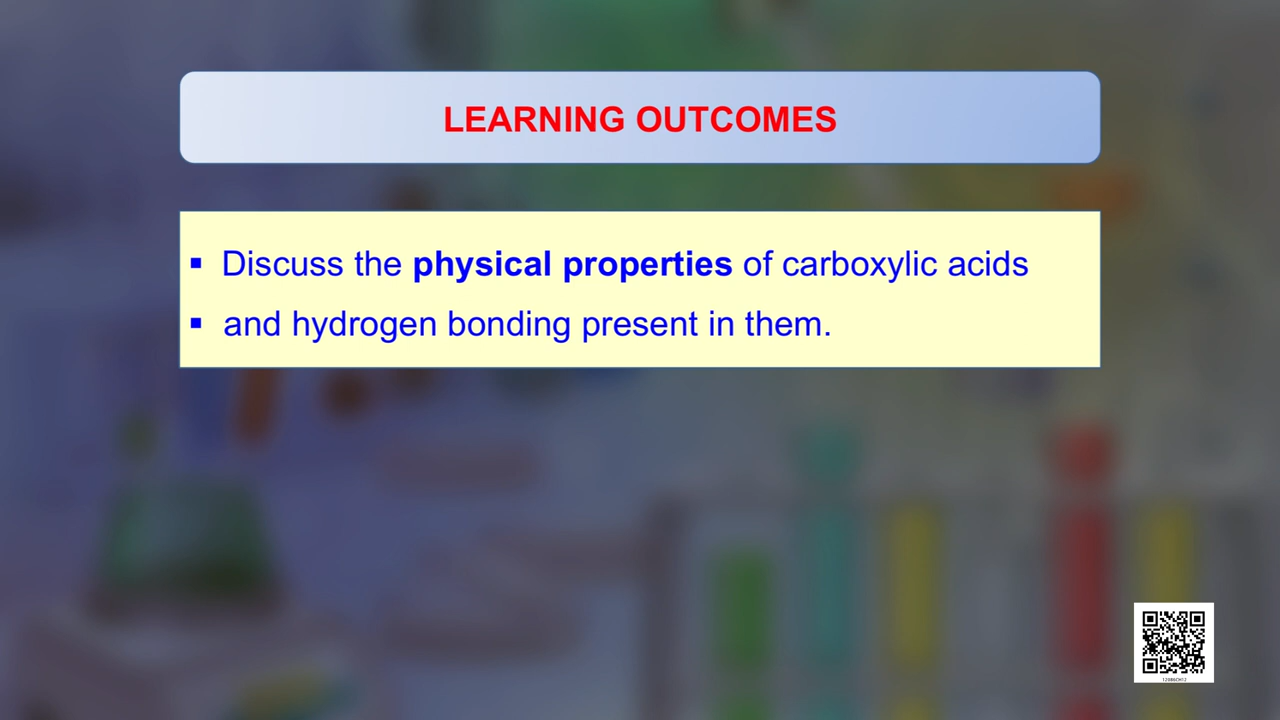 LEARNING OUTCOMES
▪ Discuss the physical properties of carboxylic acids
▪ and hydrogen bonding present in them.